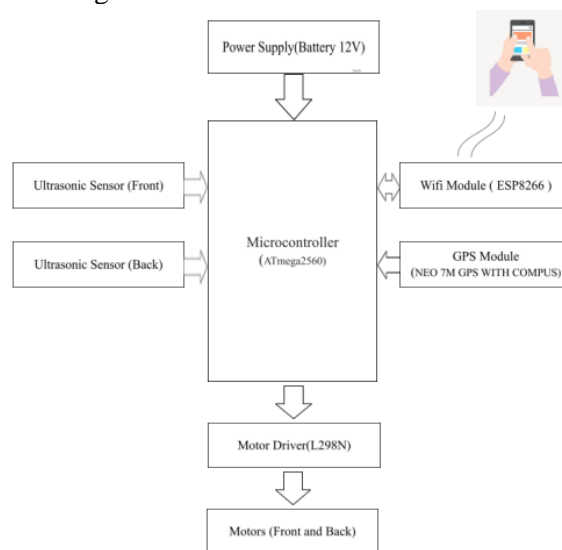 Power Supply(Battery 12V)
Ultrasonic Sensor (Front)
Wifi Module ( ESP8266 )
Microcontroller
(ATmega2560)
Ultrasonic Sensor (Back)
GPS Module
(NEO 7M GPS WITH COMPUS)
Motor Driver(L298N)
Motors (Front and Back)